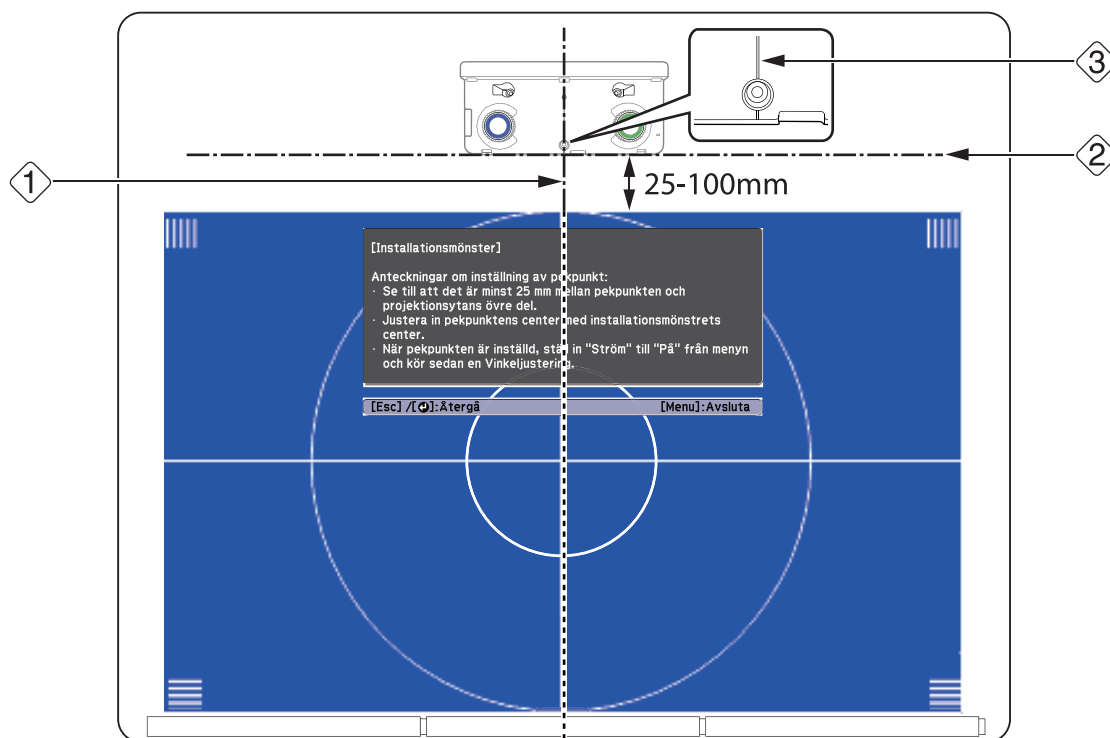 3
2
1
25-100mm
[Installationsmönster]
Anteckningar om inställning av pekpunkt:
· Se till att det är minst 25 mm mellan pekpunkten och
projektionsytans övre del.
· Justera in pekpunktens center med installationsmönstrets
center.
· När pekpunkten är inställd, ställ in "Ström" till "På" från menyn
och kör sedan en Vinkeljustering.
[Esc] /[⏎]:Återgå [Menu]:Avsluta